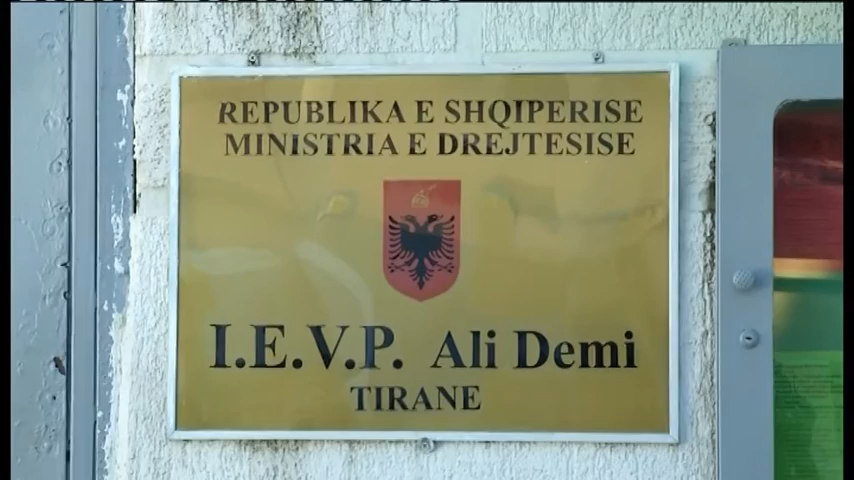 REPUBLIKA E SHQIPERISE
MINISTRIA E DREJTESISE
I.E.V.P. Ali Demi
TIRANE